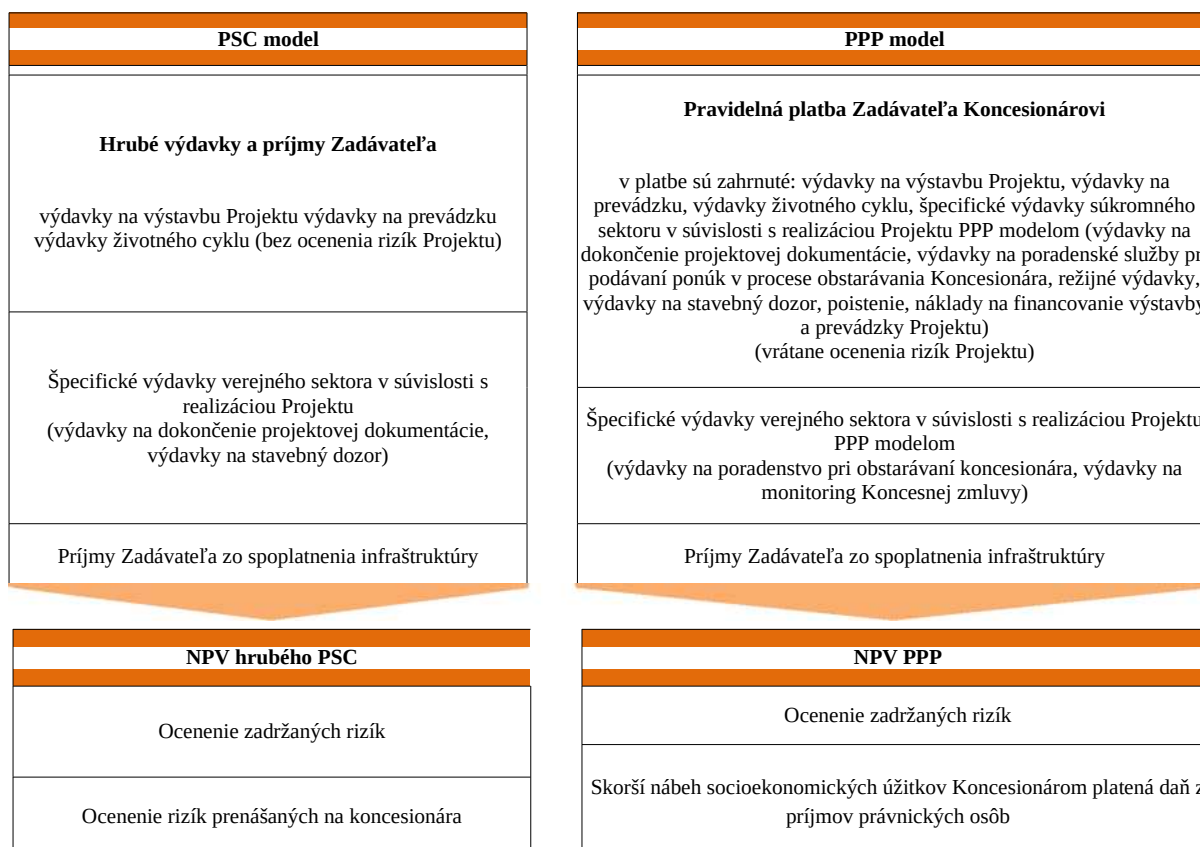 PSC model
Hrubé výdavky a príjmy Zadávateľa
výdavky na výstavbu Projektu výdavky na prevádzku
výdavky životného cyklu (bez ocenenia rizík Projektu)
Špecifické výdavky verejného sektora v súvislosti s
realizáciou Projektu
(výdavky na dokončenie projektovej dokumentácie,
výdavky na stavebný dozor)
Príjmy Zadávateľa zo spoplatnenia infraštruktúry
NPV hrubého PSC
Ocenenie zadržaných rizík
Ocenenie rizík prenášaných na koncesionára
PPP model
Pravidelná platba Zadávateľa Koncesionárovi
v platbe sú zahrnuté: výdavky na výstavbu Projektu, výdavky na
prevádzku, výdavky životného cyklu, špecifické výdavky súkromného
sektoru v súvislosti s realizáciou Projektu PPP modelom (výdavky na
dokončenie projektovej dokumentácie, výdavky na poradenské služby pr
podávaní ponúk v procese obstarávania Koncesionára, režijné výdavky,
výdavky na stavebný dozor, poistenie, náklady na financovanie výstavby
a prevádzky Projektu)
(vrátane ocenenia rizík Projektu)
Špecifické výdavky verejného sektora v súvislosti s realizáciou Projektu
PPP modelom
(výdavky na poradenstvo pri obstarávaní koncesionára, výdavky na
monitoring Koncesnej zmluvy)
Príjmy Zadávateľa zo spoplatnenia infraštruktúry
NPV PPP
Ocenenie zadržaných rizík
Skorší nábeh socioekonomických úžitkov Koncesionárom platená daň z
príjmov právnických osôb